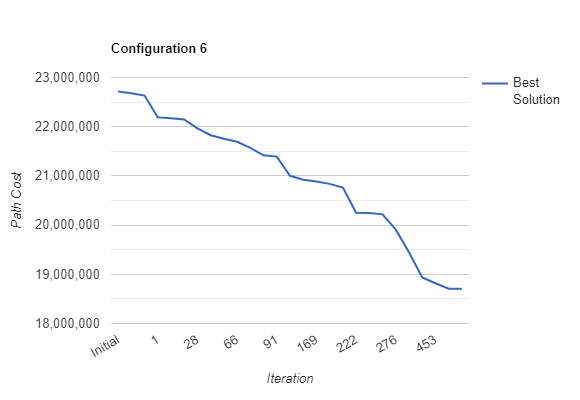 Configuration 6
23,000,000
22,000,000
21,000,000
20,000,000
19,000,000
18,000,000
Path Cost
Initial
1
28
66
91
169
222
276
453
Iteration
Best
Solution